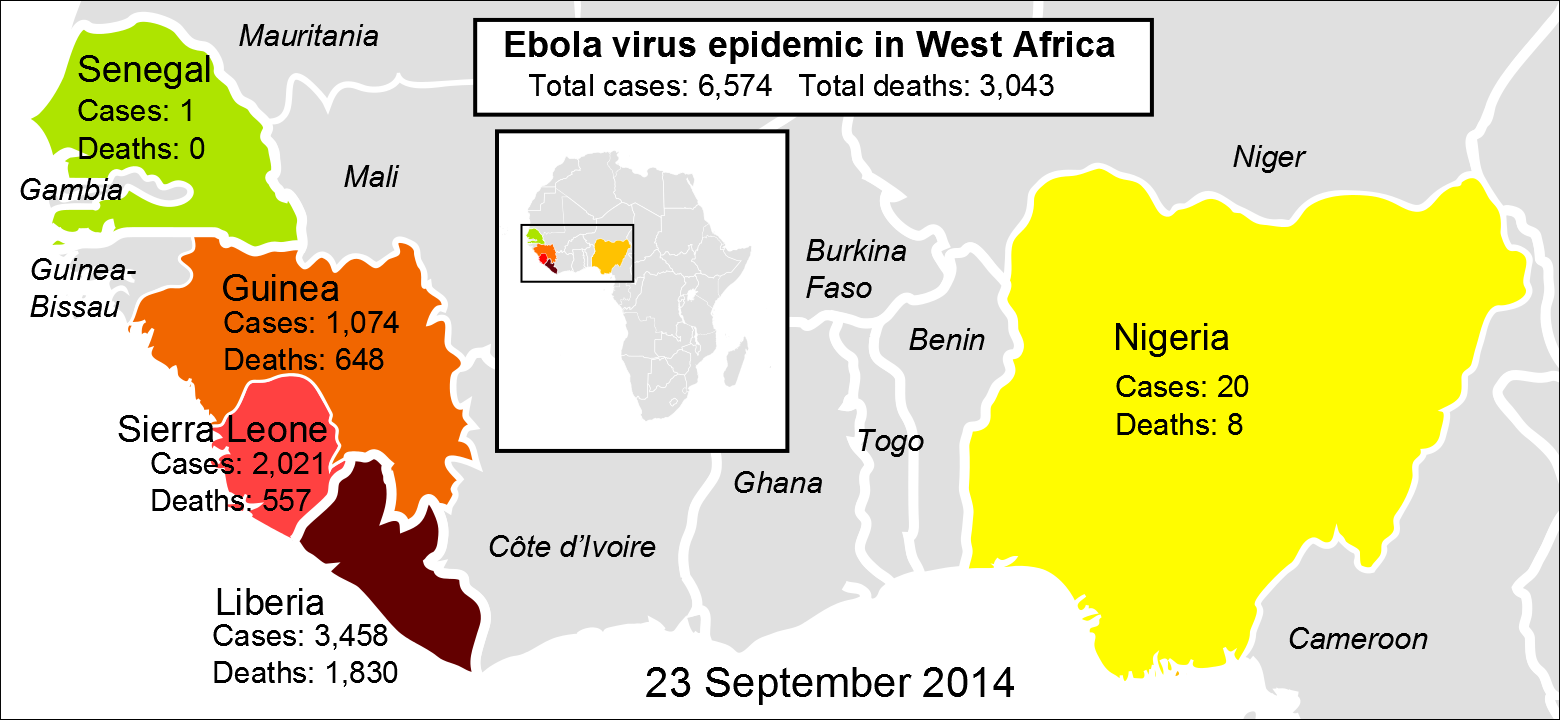 Ebola virus epidemic in West Africa
Total cases: 6,574 Total deaths: 3,043
Mauritania
Senegal
Cases: 1
Deaths: 0
Gambia
Mali
Niger
Guinea-
Bissau
Guinea
Cases: 1,074
Deaths: 648
Burkina
Faso
Benin
Nigeria
Cases: 20
Deaths: 8
Sierra Leone
Cases: 2,021
Deaths: 557
Togo
Ghana
Côte d’Ivoire
Liberia
Cases: 3,458
Deaths: 1,830
Cameroon
23 September 2014